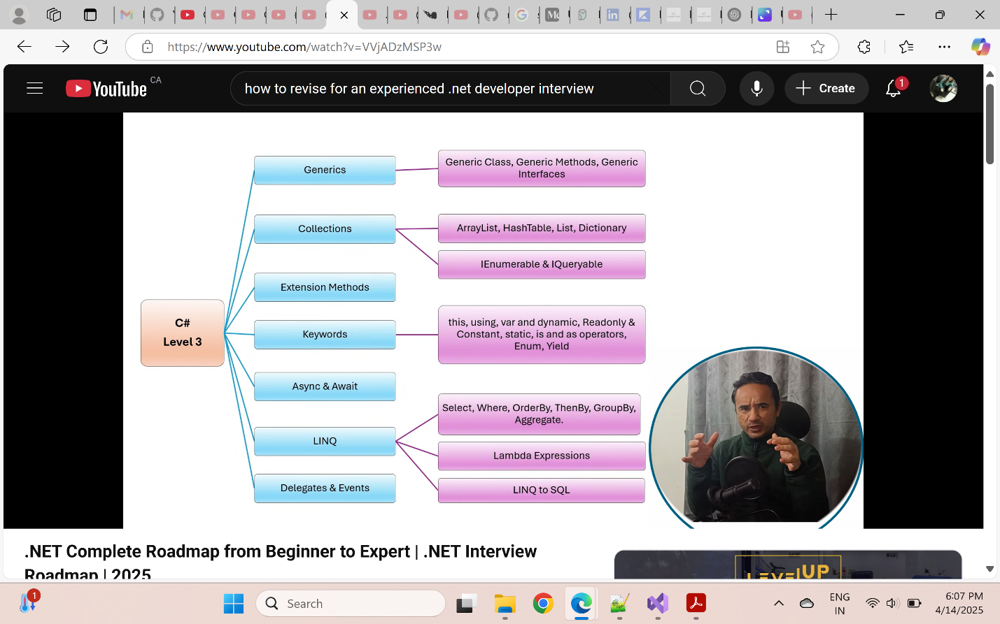 https://www.youtube.com/watch?v=VVjADzMSP3w
YouTube CA
how to revise for an experienced .net developer interview
Create
1
Generics
Generic Class, Generic Methods, Generic
Interfaces
Collections
ArrayList, HashTable, List, Dictionary
IEnumerable & IQueryable
Extension Methods
C#
Level 3
Keywords
this, using, var and dynamic, Readonly &
Constant, static, is and as operators,
Enum, Yield
Async & Await
LINQ
Select, Where, OrderBy, ThenBy, GroupBy,
Aggregate.
Lambda Expressions
LINQ to SQL
Delegates & Events
.NET Complete Roadmap from Beginner to Expert | .NET Interview
Roadmap | 2025
LEVELUP
1
Search
ENG
IN
6:07 PM
4/14/2025